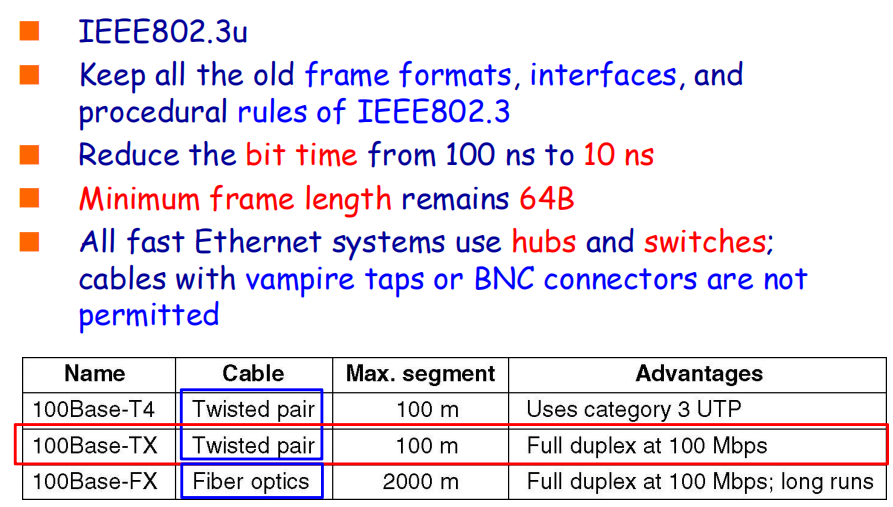 IEEE802.3u
Keep all the old frame formats, interfaces, and
procedural rules of IEEE802.3
Reduce the bit time from 100 ns to 10 ns
Minimum frame length remains 64B
All fast Ethernet systems use hubs and switches;
cables with vampire taps or BNC connectors are not
permitted
Name Cable Max. segment Advantages
100Base-T4 Twisted pair 100 m Uses category 3 UTP
100Base-TX Twisted pair 100 m Full duplex at 100 Mbps
100Base-FX Fiber optics 2000 m Full duplex at 100 Mbps; long runs